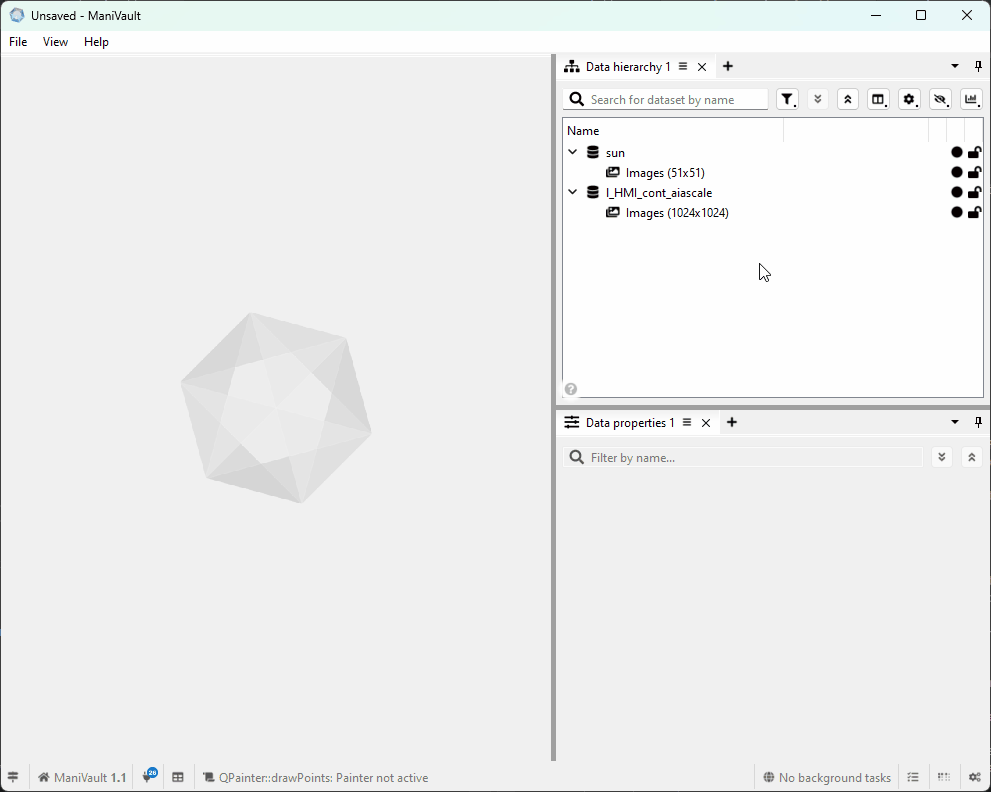 Unsaved - ManiVault
File View Help
Data hierarchy 1
Search for dataset by name
Name
sun
Images (51x51)
I_HMI_cont_aiascale
Images (1024x1024)
?
Data properties 1
Filter by name...
ManiVault 1.1
28
QPainter::drawPoints: Painter not active
No background tasks